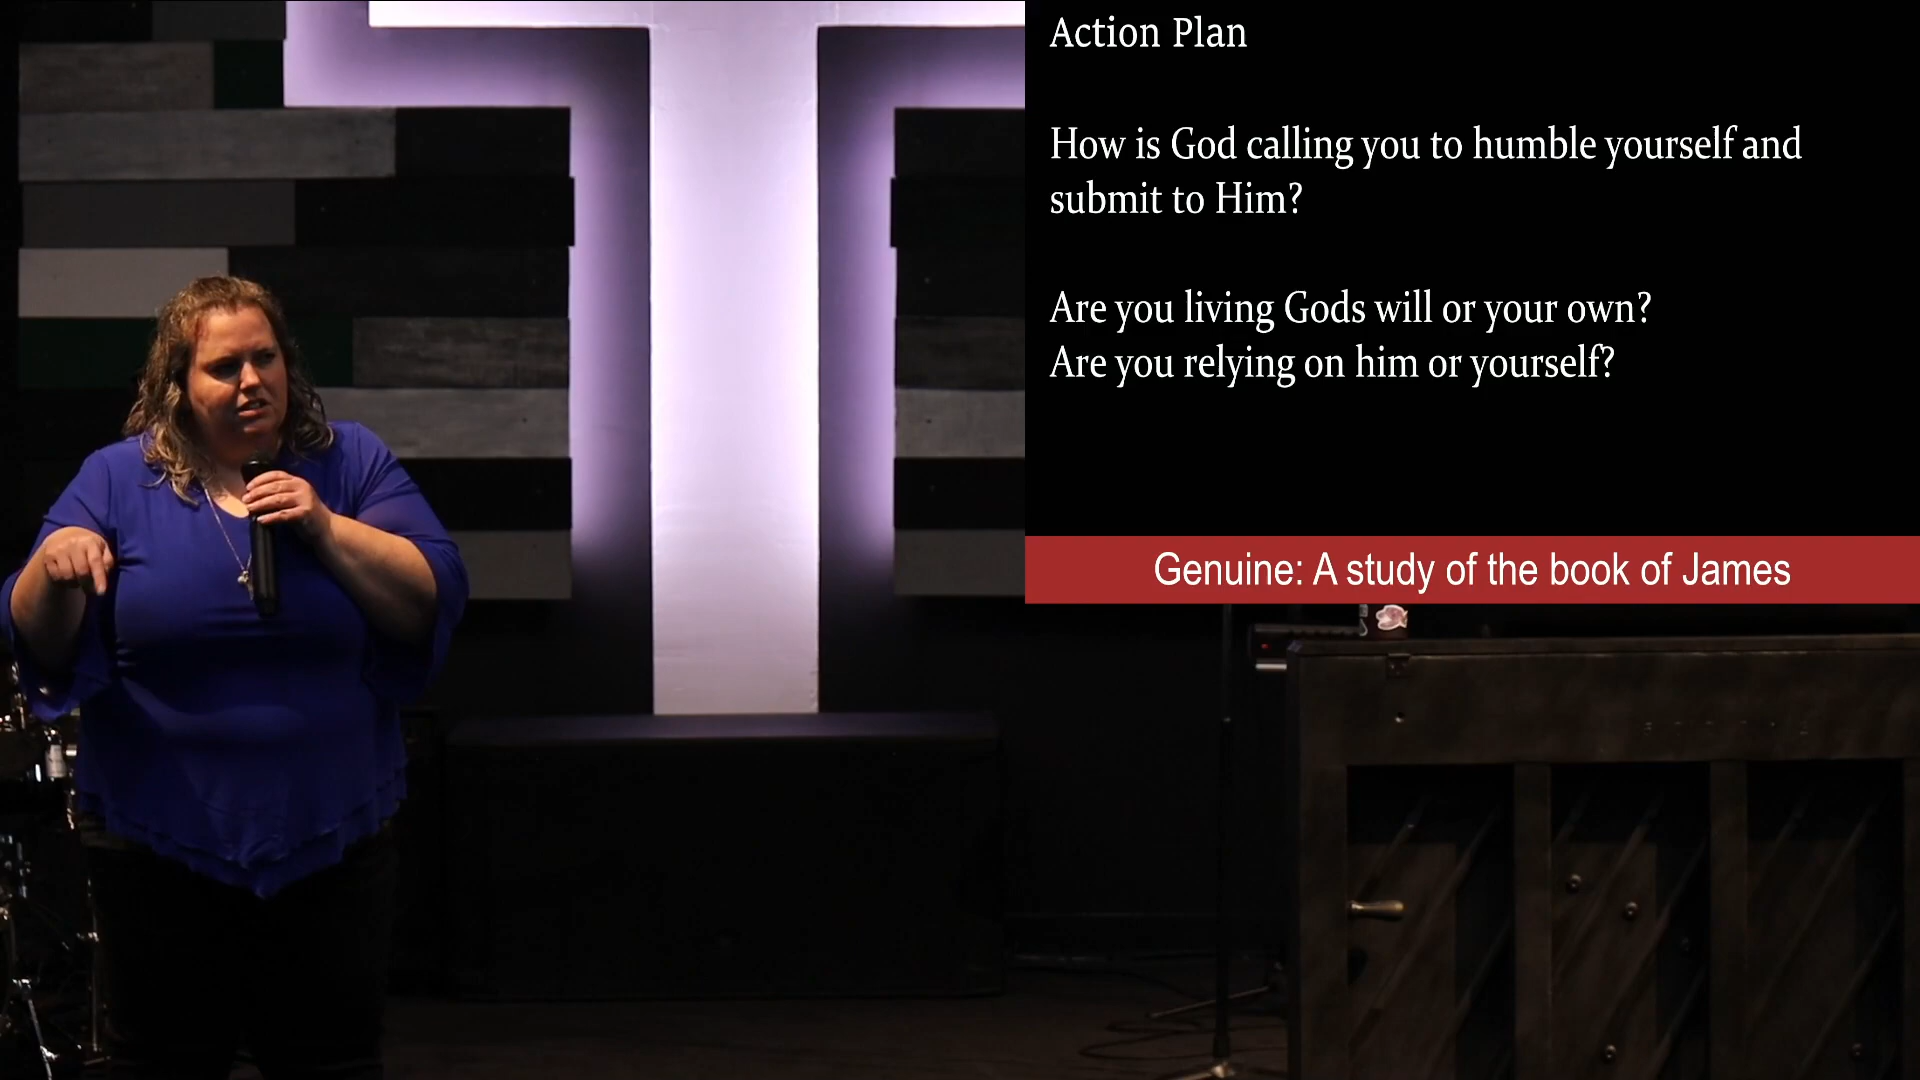 Action Plan
How is God calling you to humble yourself and
submit to Him?
Are you living Gods will or your own?
Are you relying on him or yourself?
Genuine: A study of the book of James